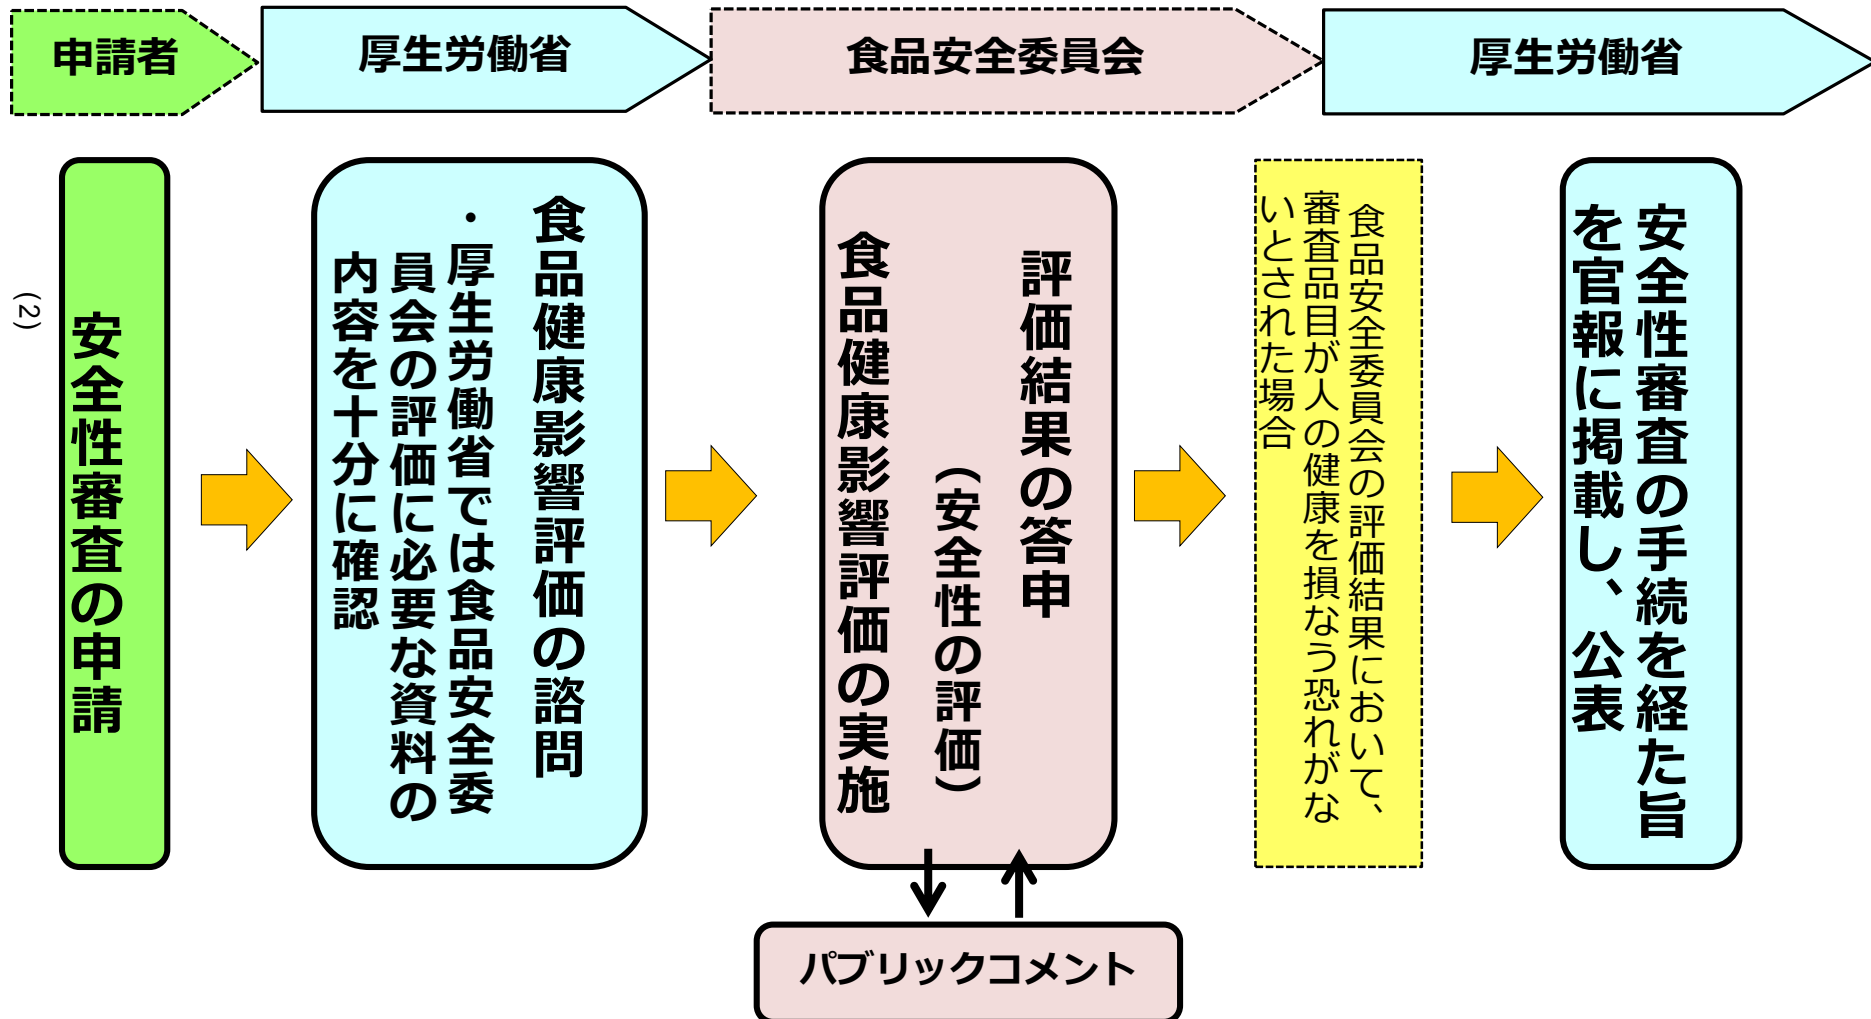 申請者
厚生労働省
食品安全委員会
厚生労働省
(2)
安全性審査の申請
食品健康影響評価の諮問
・厚生労働省では食品安全委
員会の評価に必要な資料の
内容を十分に確認
評価結果の答申
(安全性の評価)
食品健康影響評価の実施
食品安全委員会の評価結果において、
審査品目が人の健康を損なう恐れがな
いとされた場合
安全性審査の手続を経た旨
を官報に掲載し、公表
パブリックコメント